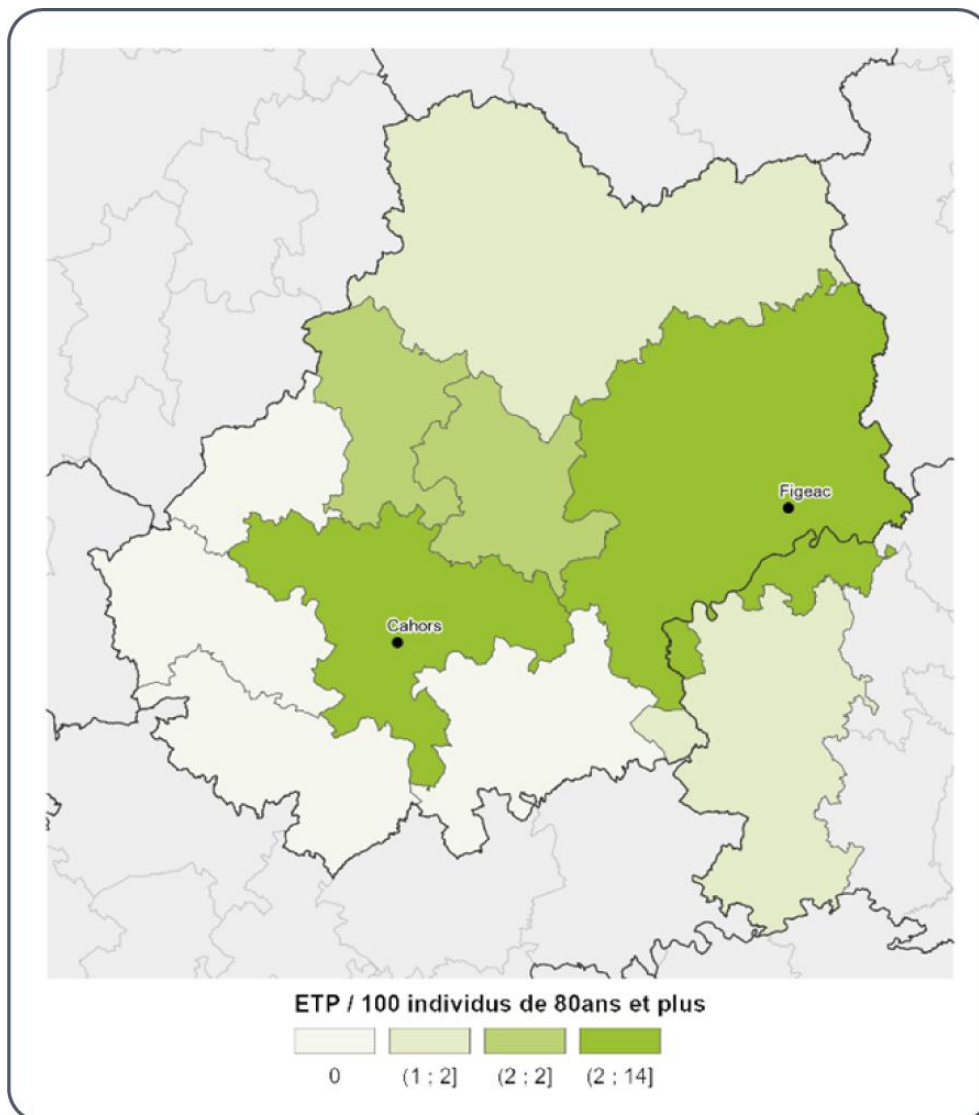 Figeac
Cahors
ETP / 100 individus de 80ans et plus
0 (1 ; 2] (2 ; 2] (2 ; 14]